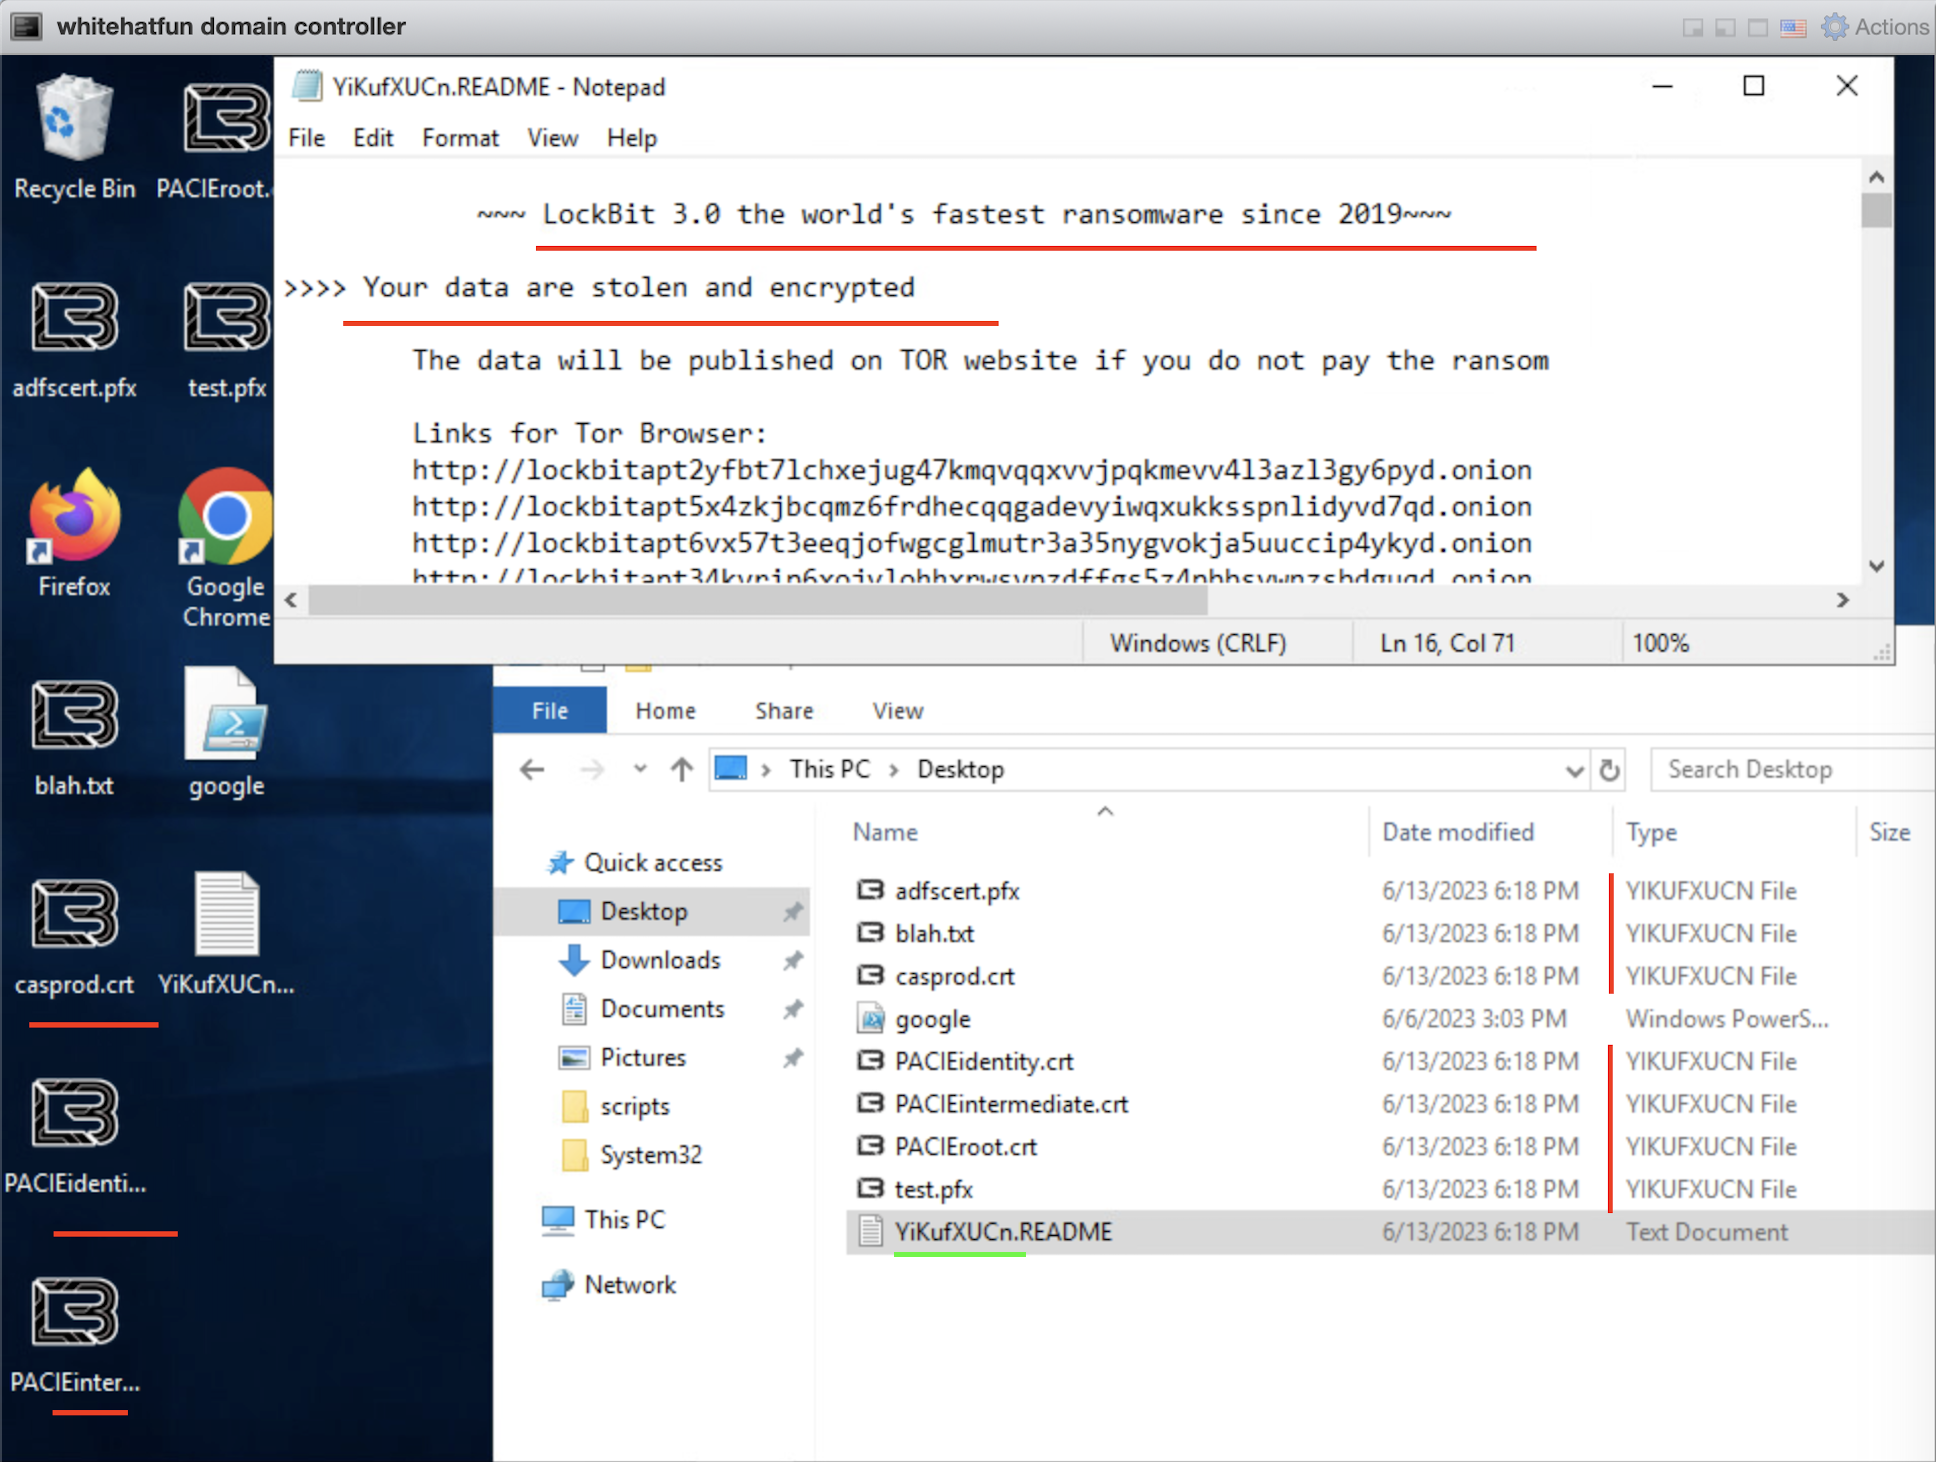 whitehatfun domain controller
Actions
YiKufXUCn.README - Notepad
File Edit Format View Help
~~~ LockBit 3.0 the world's fastest ransomware since 2019~~~
>>>> Your data are stolen and encrypted
The data will be published on TOR website if you do not pay the ransom
Links for Tor Browser:
http://lockbitapt2yfbt7lchxejug47kmqvqqxvvjpqkmevv4l3azl3gy6pyd.onion
http://lockbitapt5x4zkjbcqmz6frdhecqqgadevyiwqxukksspnlidyvd7qd.onion
http://lockbitapt6vx57t3eeqjofwgcglmutr3a35nygvokja5uuccip4ykyd.onion
Windows (CRLF) Ln 16, Col 71 100%
Recycle Bin
PACIEroot.
adfscert.pfx
test.pfx
Firefox
Google Chrome
blah.txt
google
casprod.crt
YiKufXUCn...
PACIEidenti...
PACIEinter...
File Home Share View
This PC > Desktop
Search Desktop
Quick access
Desktop
Downloads
Documents
Pictures
scripts
System32
This PC
Network
Name Date modified Type Size
adfscert.pfx 6/13/2023 6:18 PM YIKUFXUCN File
blah.txt 6/13/2023 6:18 PM YIKUFXUCN File
casprod.crt 6/13/2023 6:18 PM YIKUFXUCN File
google 6/6/2023 3:03 PM Windows PowerS...
PACIEidentity.crt 6/13/2023 6:18 PM YIKUFXUCN File
PACIEintermediate.crt 6/13/2023 6:18 PM YIKUFXUCN File
PACIEroot.crt 6/13/2023 6:18 PM YIKUFXUCN File
test.pfx 6/13/2023 6:18 PM YIKUFXUCN File
YiKufXUCn.README 6/13/2023 6:18 PM Text Document